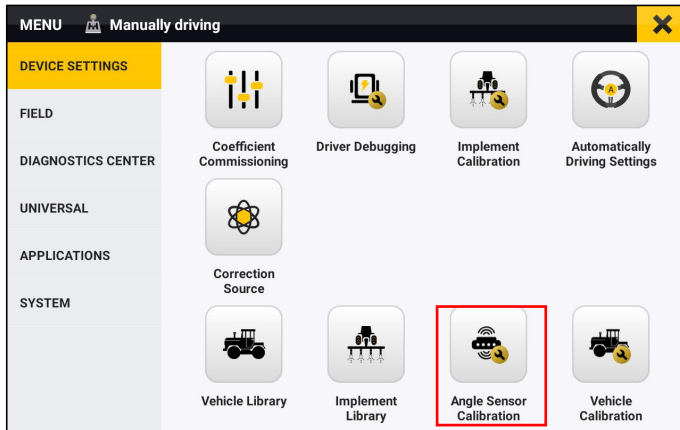 MENU Manually driving
DEVICE SETTINGS
FIELD
DIAGNOSTICS CENTER
UNIVERSAL
APPLICATIONS
SYSTEM
Coefficient
Commissioning
Driver Debugging
Implement
Calibration
A
Automatically
Driving Settings
Correction
Source
Vehicle Library
Implement
Library
Angle Sensor
Calibration
Vehicle
Calibration